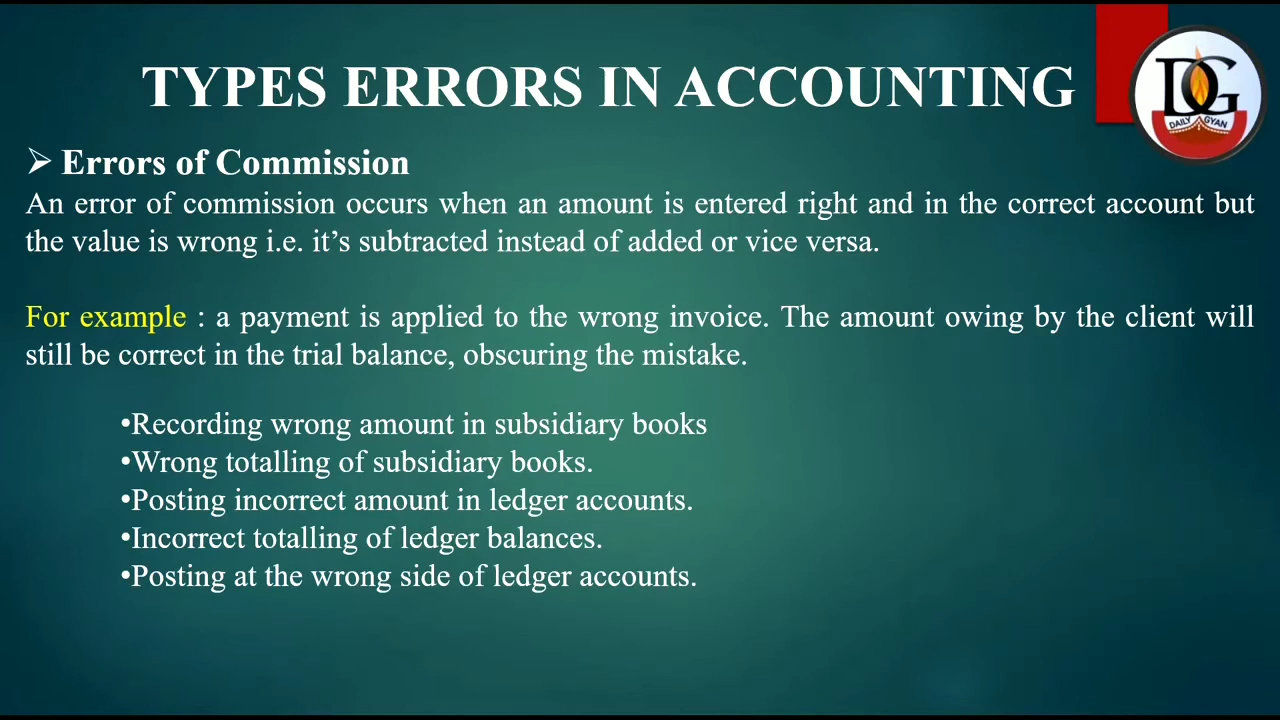 TYPES ERRORS IN ACCOUNTING
DG
DAILY GYAN
➢ Errors of Commission
An error of commission occurs when an amount is entered right and in the correct account but
the value is wrong i.e. it’s subtracted instead of added or vice versa.
For example : a payment is applied to the wrong invoice. The amount owing by the client will
still be correct in the trial balance, obscuring the mistake.
•Recording wrong amount in subsidiary books
•Wrong totalling of subsidiary books.
•Posting incorrect amount in ledger accounts.
•Incorrect totalling of ledger balances.
•Posting at the wrong side of ledger accounts.